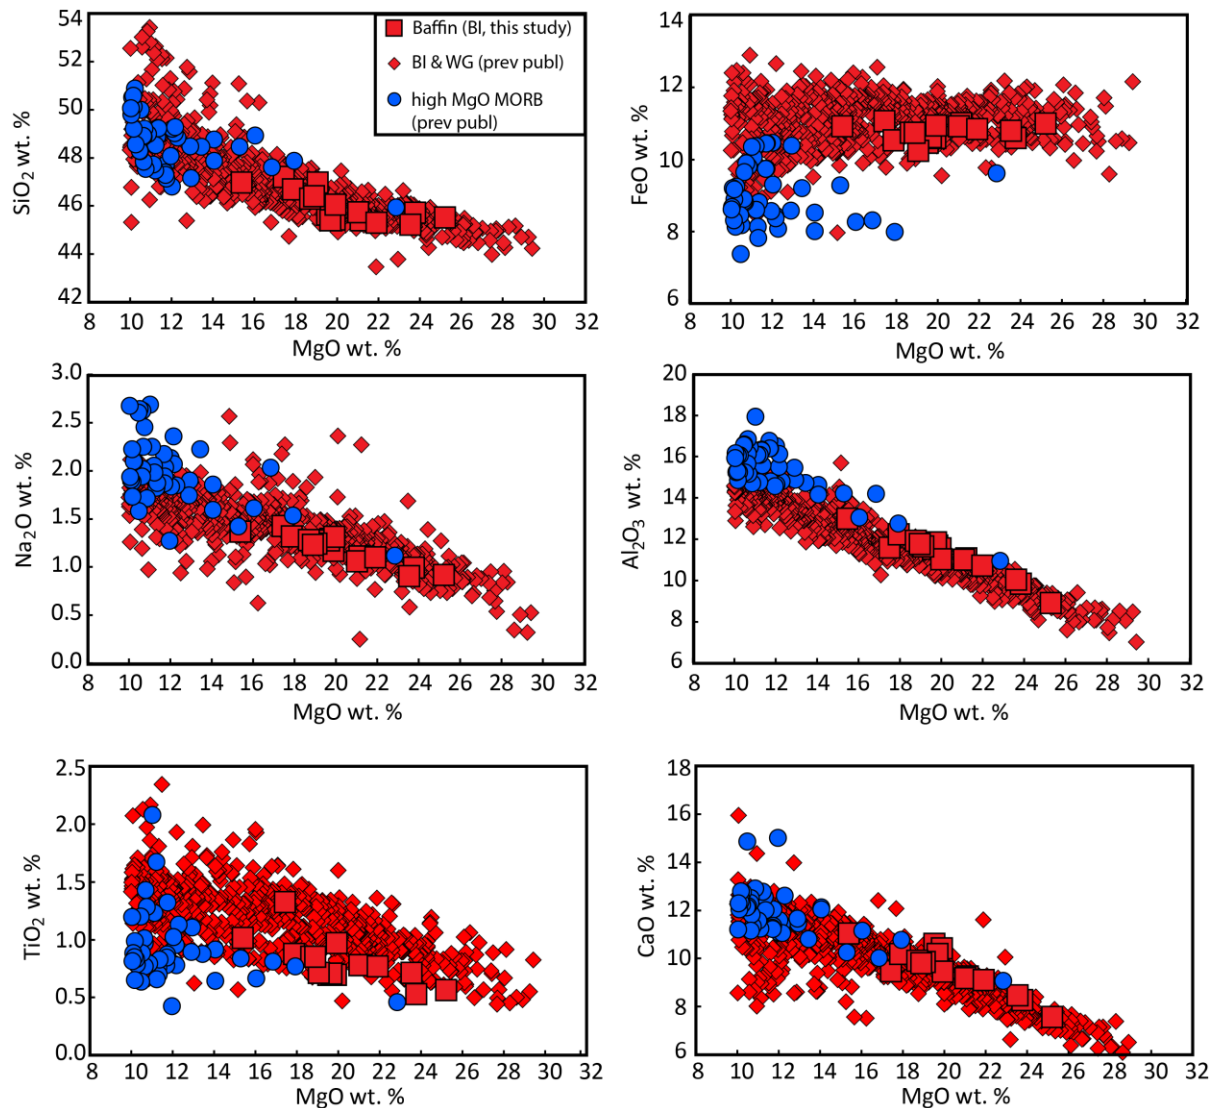 54
52
50
48
46
44
42
SiO2 wt. %
8 10 12 14 16 18 20 22 24 26 28 30 32
MgO wt. %
Baffin (BI, this study)
BI & WG (prev publ)
high MgO MORB
(prev publ)
14
12
10
8
6
FeO wt. %
8 10 12 14 16 18 20 22 24 26 28 30 32
MgO wt. %
3.0
2.5
2.0
1.5
1.0
0.5
0.0
Na2O wt. %
8 10 12 14 16 18 20 22 24 26 28 30 32
MgO wt. %
20
18
16
14
12
10
8
6
Al2O3 wt. %
8 10 12 14 16 18 20 22 24 26 28 30 32
MgO wt. %
2.5
2.0
1.5
1.0
0.5
0.0
TiO2 wt. %
8 10 12 14 16 18 20 22 24 26 28 30 32
MgO wt. %
18
16
14
12
10
8
6
CaO wt. %
8 10 12 14 16 18 20 22 24 26 28 30 32
MgO wt. %